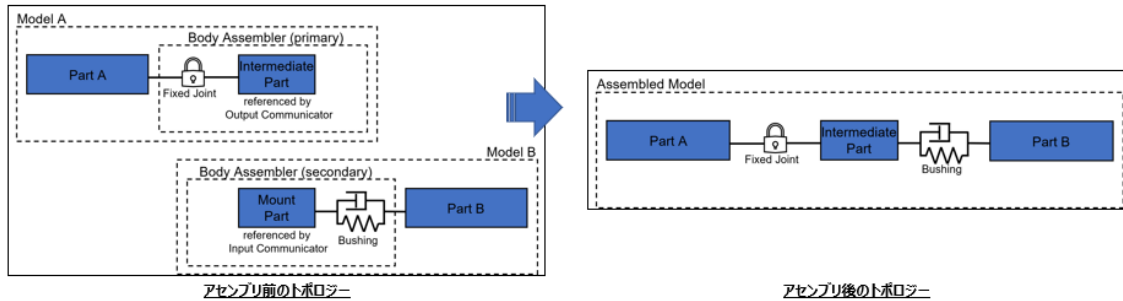 Model A
Body Assembler (primary)
Part A
Fixed Joint
Intermediate
Part
referenced by
Output Communicator
Model B
Body Assembler (secondary)
Mount
Part
referenced by
Input Communicator
Bushing
Part B
アセンブリ前のトポロジー
Assembled Model
Part A
Fixed Joint
Intermediate
Part
Bushing
Part B
アセンブリ後のトポロジー